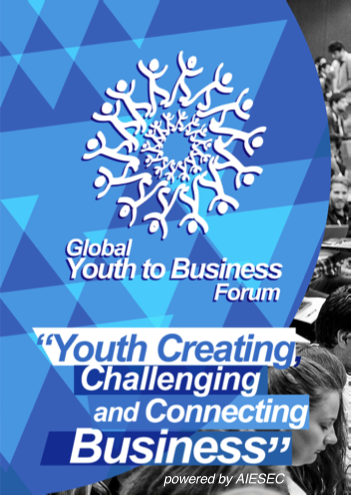 Global
Youth to Business
Forum
“Youth Creating,
Challenging
and Connecting
Business”
powered by AIESEC